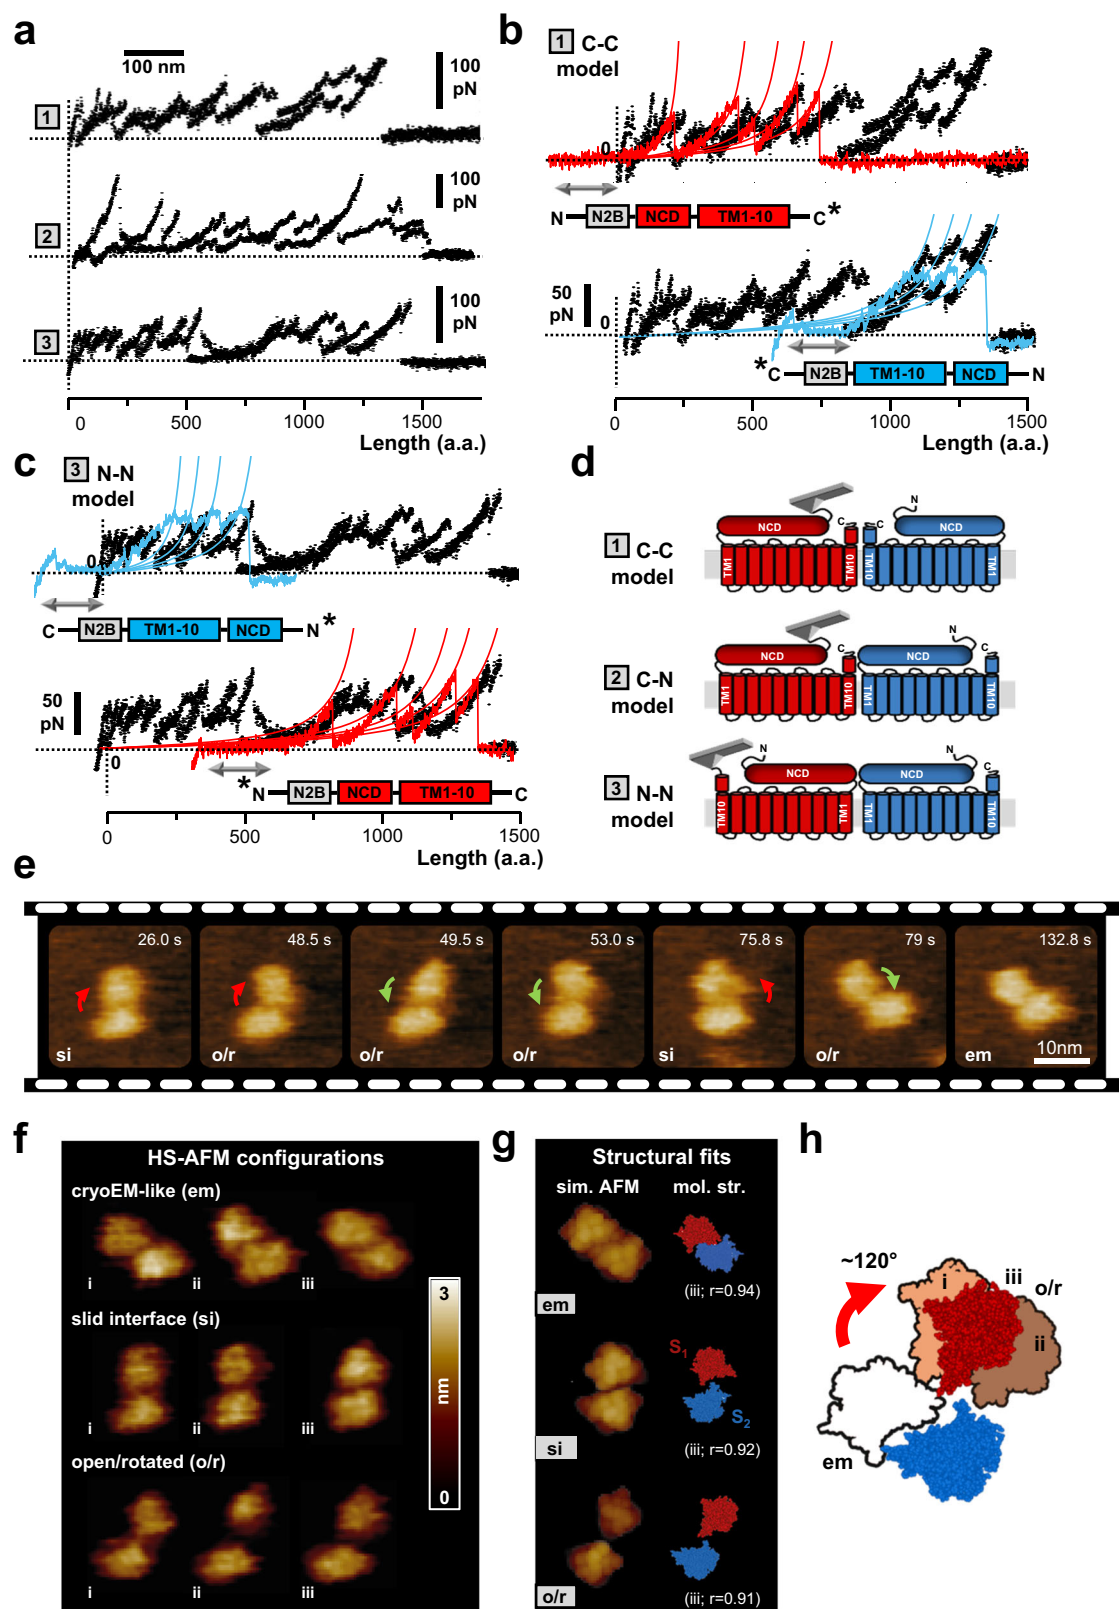 a
100 nm
1
100
pN
2
100
pN
3
100
pN
0
500
1000
1500
Length (a.a.)
b
1
C-C
model
0
N
N2B
NCD
TM1-10
C
*
50
pN
0
*
C
N2B
TM1-10
NCD
N
0
500
1000
1500
Length (a.a.)
c
3
N-N
model
0
C
N2B
TM1-10
NCD
N
*
50
pN
0
*
N
N2B
NCD
TM1-10
C
0
500
1000
1500
Length (a.a.)
d
1
C-C
model
NCD
C
C
N
NCD
TM1
TM10
TM10
TM1
2
C-N
model
NCD
C
NCD
N
C
TM1
TM10
TM1
TM10
3
N-N
model
N
NCD
N
NCD
C
TM10
TM1
TM1
TM10
e
26.0 s
si
48.5 s
o/r
49.5 s
o/r
53.0 s
o/r
75.8 s
si
79 s
o/r
132.8 s
em
10nm
f
HS-AFM configurations
cryoEM-like (em)
i
ii
iii
slid interface (si)
i
ii
iii
open/rotated (o/r)
i
ii
iii
3
nm
0
g
Structural fits
sim. AFM
mol. str.
em
(iii; r=0.94)
S1
S2
si
(iii; r=0.92)
o/r
(iii; r=0.91)
h
~120°
i
iii
o/r
ii
em